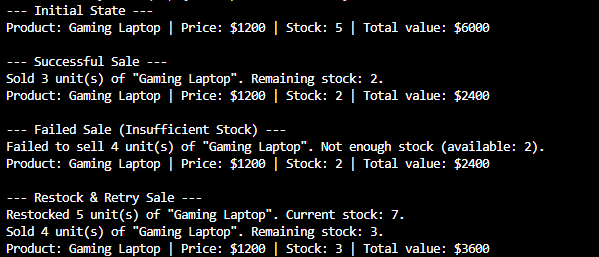 --- Initial State ---
Product: Gaming Laptop | Price: $1200 | Stock: 5 | Total value: $6000
--- Successful Sale ---
Sold 3 unit(s) of "Gaming Laptop". Remaining stock: 2.
Product: Gaming Laptop | Price: $1200 | Stock: 2 | Total value: $2400
--- Failed Sale (Insufficient Stock) ---
Failed to sell 4 unit(s) of "Gaming Laptop". Not enough stock (available: 2).
Product: Gaming Laptop | Price: $1200 | Stock: 2 | Total value: $2400
--- Restock & Retry Sale ---
Restocked 5 unit(s) of "Gaming Laptop". Current stock: 7.
Sold 4 unit(s) of "Gaming Laptop". Remaining stock: 3.
Product: Gaming Laptop | Price: $1200 | Stock: 3 | Total value: $3600